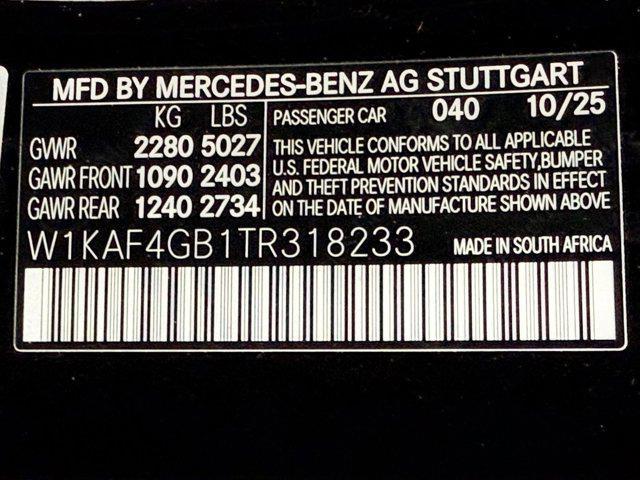 MFD BY MERCEDES-BENZ AG STUTTGART
KG LBS PASSENGER CAR 040 10/25
GVWR 2280 5027 THIS VEHICLE CONFORMS TO ALL APPLICABLE
GAWR FRONT 1090 2403 U.S. FEDERAL MOTOR VEHICLE SAFETY,BUMPER
AND THEFT PREVENTION STANDARDS IN EFFECT
GAWR REAR 1240 2734 ON THE DATE OF MANUFACTURE SHOWN ABOVE
W1KAF4GB1TR318233 MADE IN SOUTH AFRICA